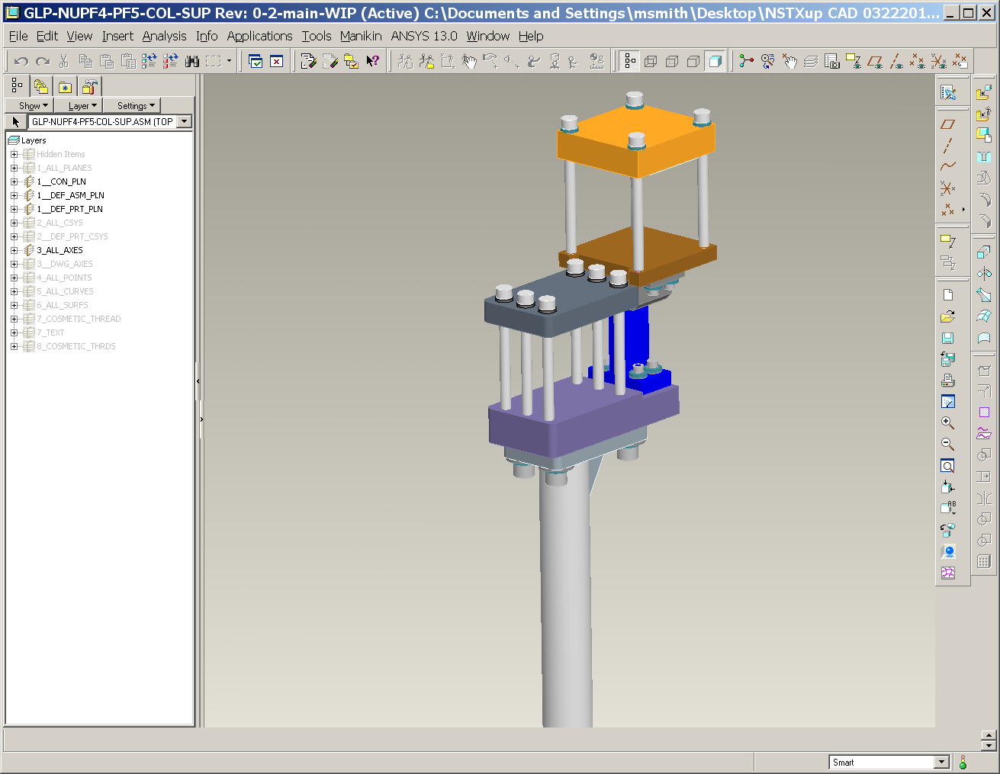 GLP-NUPF4-PF5-COL-SUP Rev: 0-2-main-WIP (Active) C:\Documents and Settings\msmith\Desktop\NSTXup CAD 0322201...
File Edit View Insert Analysis Info Applications Tools Manikin ANSYS 13.0 Window Help
Show Layer Settings
GLP-NUPF4-PF5-COL-SUP.ASM (TOP
Layers
Hidden Items
1_ALL_PLANES
1__CON_PLN
1__DEF_ASM_PLN
1__DEF_PRT_PLN
2_ALL_CSYS
2__DEF_PRT_CSYS
3_ALL_AXES
3__DWG_AXES
4_ALL_POINTS
5_ALL_CURVES
6_ALL_SURFS
7_COSMETIC_THREAD
7_TEXT
8_COSMETIC_THRDS
AB
Smart